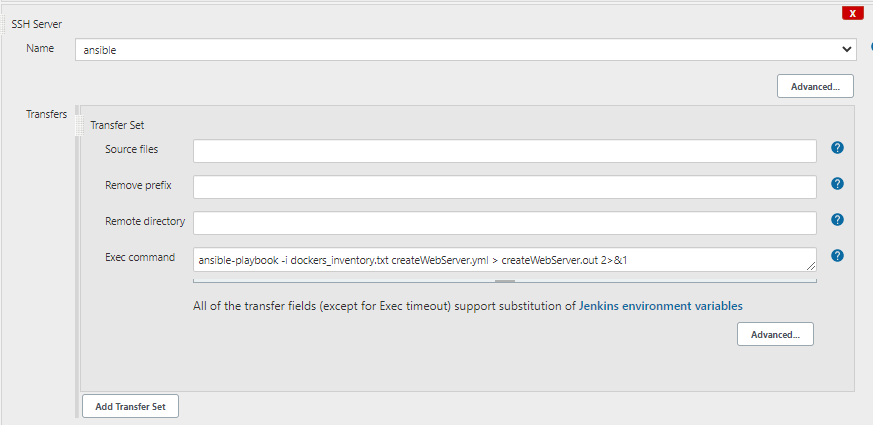 X
SSH Server
Name
ansible
Advanced...
Transfers
Transfer Set
Source files
?
Remove prefix
?
Remote directory
?
Exec command
ansible-playbook -i dockers_inventory.txt createWebServer.yml > createWebServer.out 2>&1
?
All of the transfer fields (except for Exec timeout) support substitution of Jenkins environment variables
Advanced...
Add Transfer Set